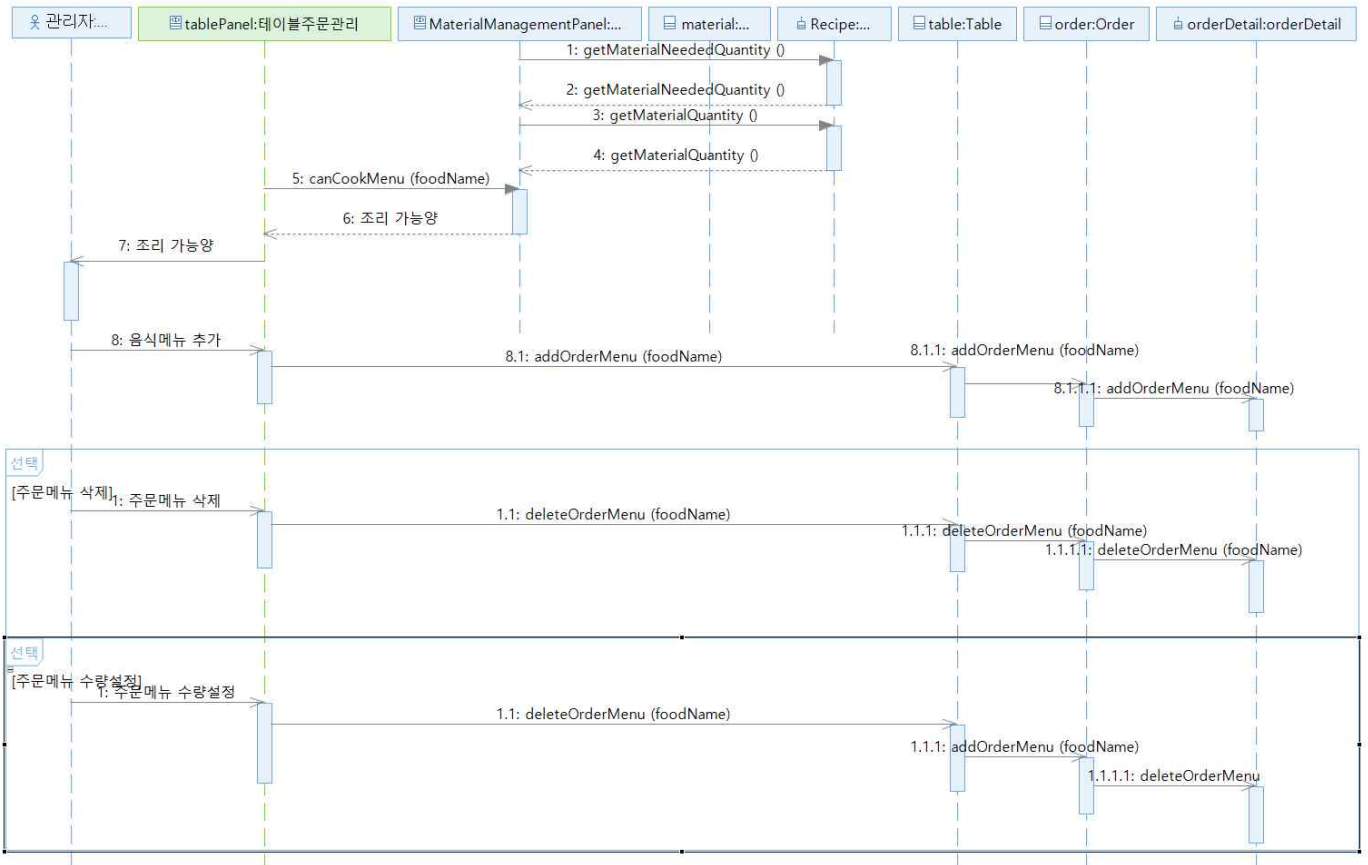 관리자:...
tablePanel:테이블주문관리
MaterialManagementPanel:...
material:...
Recipe:...
table:Table
order:Order
orderDetail:orderDetail
1: getMaterialNeededQuantity ()
2: getMaterialNeededQuantity ()
3: getMaterialQuantity ()
4: getMaterialQuantity ()
5: canCookMenu (foodName)
6: 조리 가능양
7: 조리 가능양
8: 음식메뉴 추가
8.1: addOrderMenu (foodName)
8.1.1: addOrderMenu (foodName)
8.1.1.1: addOrderMenu (foodName)
선택
[주문메뉴 삭제]
1: 주문메뉴 삭제
1.1: deleteOrderMenu (foodName)
1.1.1: deleteOrderMenu (foodName)
1.1.1.1: deleteOrderMenu (foodName)
선택
[주문메뉴 수량설정]
1: 주문메뉴 수량설정
1.1: deleteOrderMenu (foodName)
1.1.1: addOrderMenu (foodName)
1.1.1.1: deleteOrderMenu